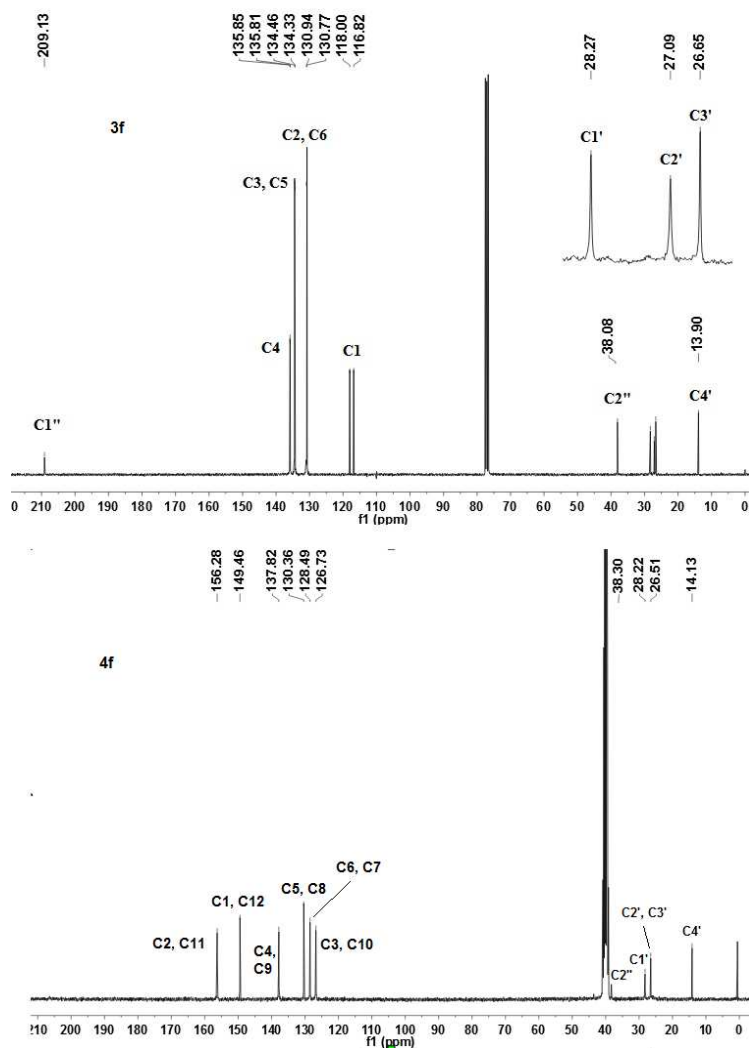 209.13
135.85
135.81
134.46
134.33
130.94
130.77
118.00
116.82
28.27
27.09
26.65
3f
C2, C6
C3, C5
C4
C1
C1"
C1'
C2'
C3'
38.08
13.90
C2"
C4'
0 210 200 190 180 170 160 150 140 130 120 110 100 90 80 70 60 50 40 30 20 10 0
f1 (ppm)
156.28
149.46
137.82
130.36
128.49
126.73
38.30
28.22
26.51
14.13
4f
C6, C7
C5, C8
C1, C12
C2, C11
C4,
C9
C3, C10
C2', C3'
C4'
C1'
C2"
210 200 190 180 170 160 150 140 130 120 110 100 90 80 70 60 50 40 30 20 10 0
f1 (ppm)